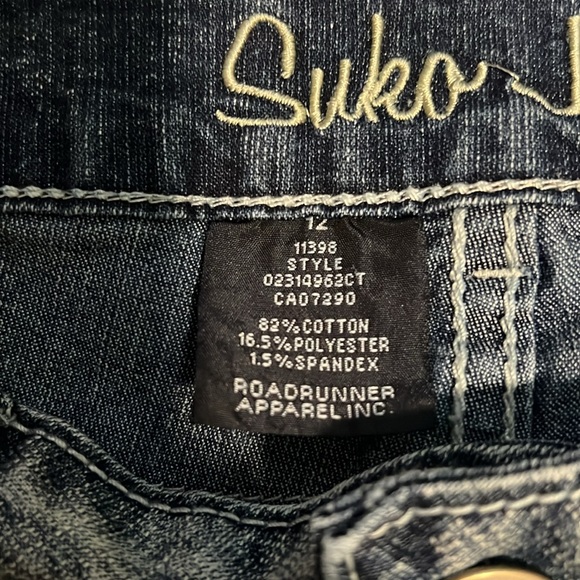 Suko
12
11398
STYLE
02314962CT
CA07290
82% COTTON
16.5% POLYESTER
1.5% SPANDEX
ROADRUNNER
APPAREL INC.